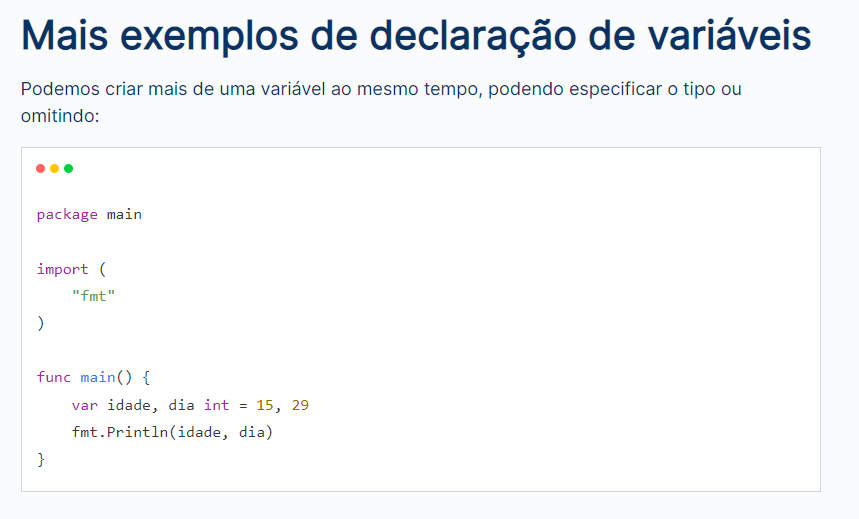 Mais exemplos de declaração de variáveis
Podemos criar mais de uma variável ao mesmo tempo, podendo especificar o tipo ou
omitindo:
package main
import (
    "fmt"
)
func main() {
    var idade, dia int = 15, 29
    fmt.Println(idade, dia)
}